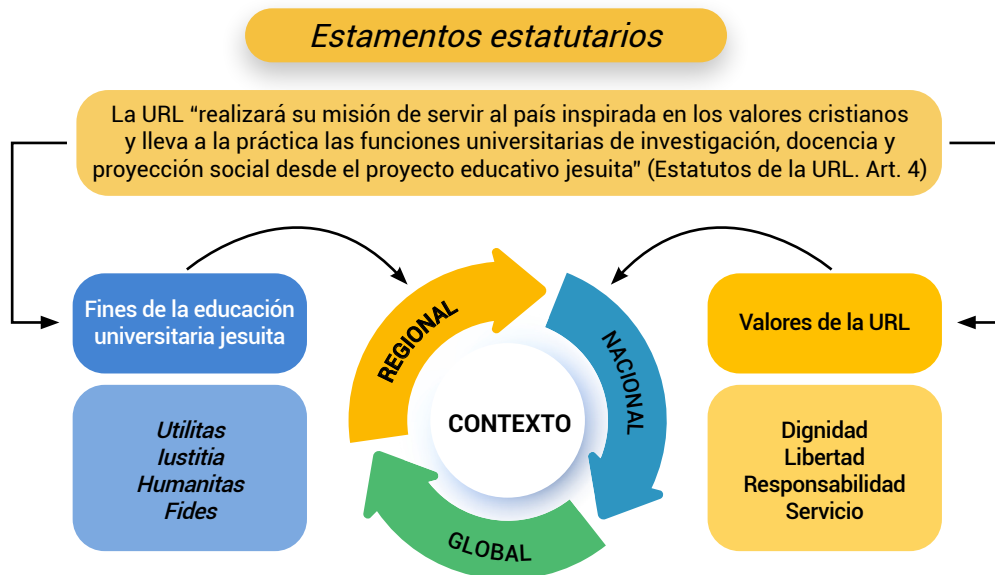 Estamentos estatutarios
La URL “realizará su misión de servir al país inspirada en los valores cristianos
y lleva a la práctica las funciones universitarias de investigación, docencia y
proyección social desde el proyecto educativo jesuita” (Estatutos de la URL. Art. 4)
Fines de la educación
universitaria jesuita
Utilitas
Iustitia
Humanitas
Fides
REGIONAL
NACIONAL
CONTEXTO
GLOBAL
Valores de la URL
Dignidad
Libertad
Responsabilidad
Servicio